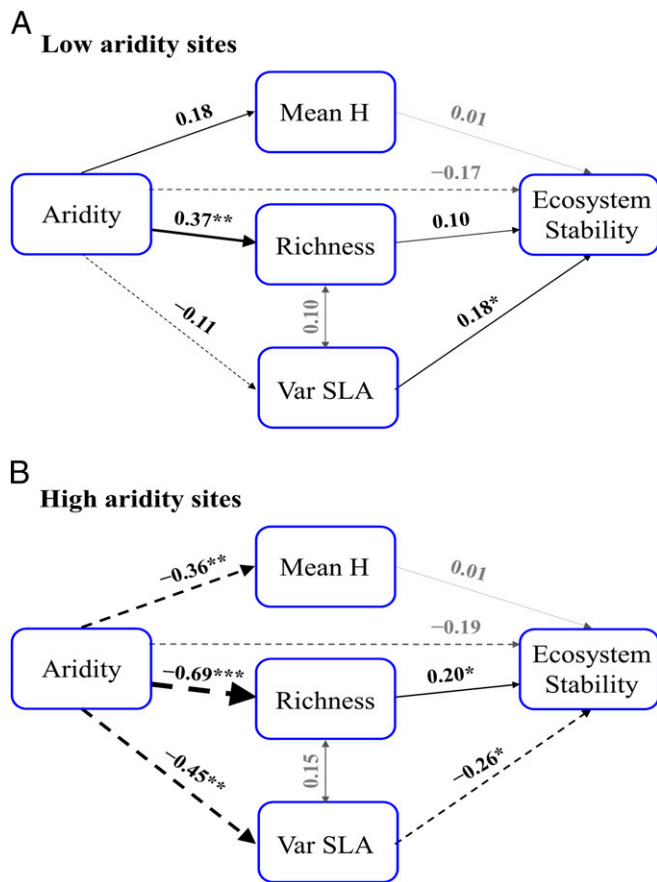 A
Low aridity sites
0.18
Mean H
0.01
−0.17
Aridity
0.37**
Richness
0.10
Ecosystem
Stability
−0.11
0.10
0.18*
Var SLA
B
High aridity sites
−0.36**
Mean H
0.01
−0.19
Aridity
−0.69***
Richness
0.20*
Ecosystem
Stability
−0.45**
0.15
−0.26*
Var SLA